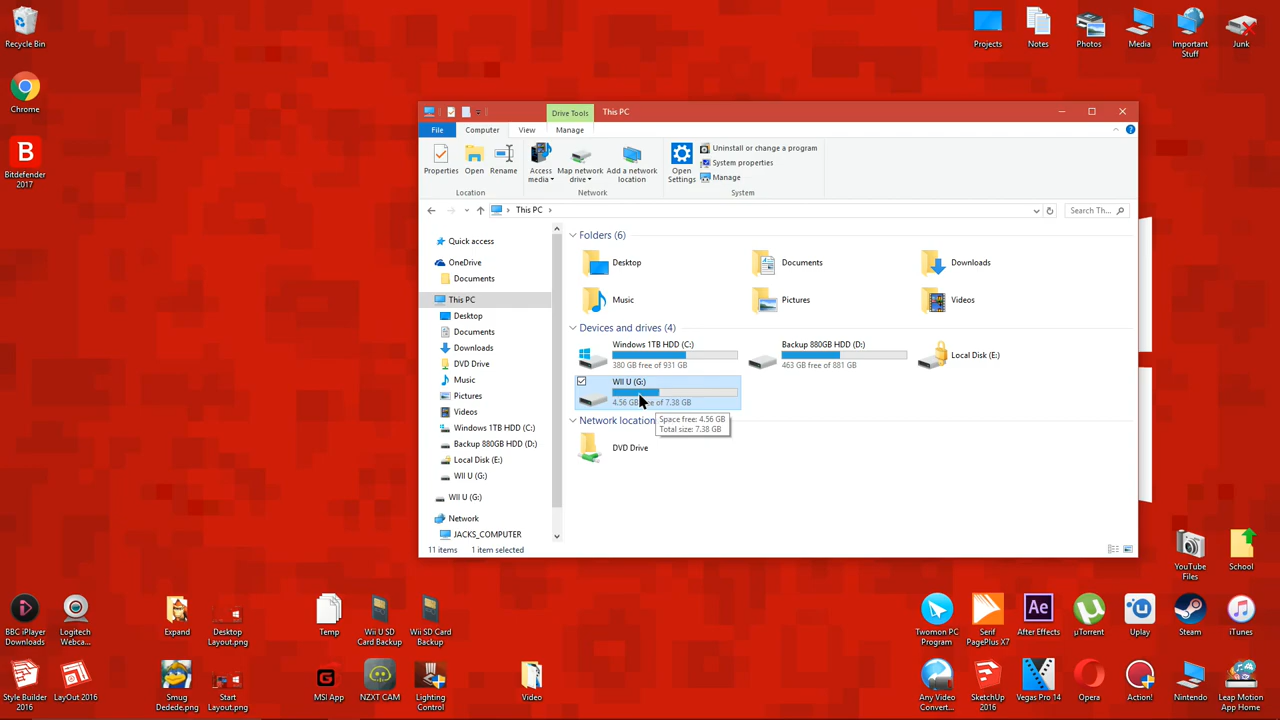 Recycle Bin
Chrome
B
Bitdefender
2017
Projects
Notes
Photos
Media
Important
Stuff
Junk
Drive Tools
This PC
File
Computer
View
Manage
Properties
Open
Rename
Access
media
Map network
drive
Add a network
location
Open
Settings
Uninstall or change a program
System properties
Manage
Location
Network
System
This PC
Search Th...
Quick access
OneDrive
Documents
This PC
Desktop
Documents
Downloads
DVD Drive
Music
Pictures
Videos
Windows 1TB HDD (C:)
Backup 880GB HDD (D:)
Local Disk (E:)
WII U (G:)
WII U (G:)
Network
JACKS_COMPUTER
Folders (6)
Desktop
Documents
Downloads
Music
Pictures
Videos
Devices and drives (4)
Windows 1TB HDD (C:)
380 GB free of 931 GB
Backup 880GB HDD (D:)
463 GB free of 881 GB
Local Disk (E:)
WII U (G:)
4.56 GB free of 7.38 GB
Space free: 4.56 GB
Total size: 7.38 GB
Network location
DVD Drive
11 items
1 item selected
YouTube
Files
School
BBC iPlayer
Downloads
Logitech
Webca...
Expand
Desktop
Layout.png
Temp
Wii U SD
Card Backup
Wii SD Card
Backup
Twomon PC
Program
Serif
PagePlus X7
Ae
After Effects
µTorrent
Uplay
Steam
iTunes
Style Builder
2016
LayOut 2016
Smug
Dedede.png
Start
Layout.png
MSI App
NZXT CAM
Lighting
Control
Video
Any Video
Convert...
SketchUp
2016
Vegas Pro 14
Opera
Action!
Nintendo
Leap Motion
App Home